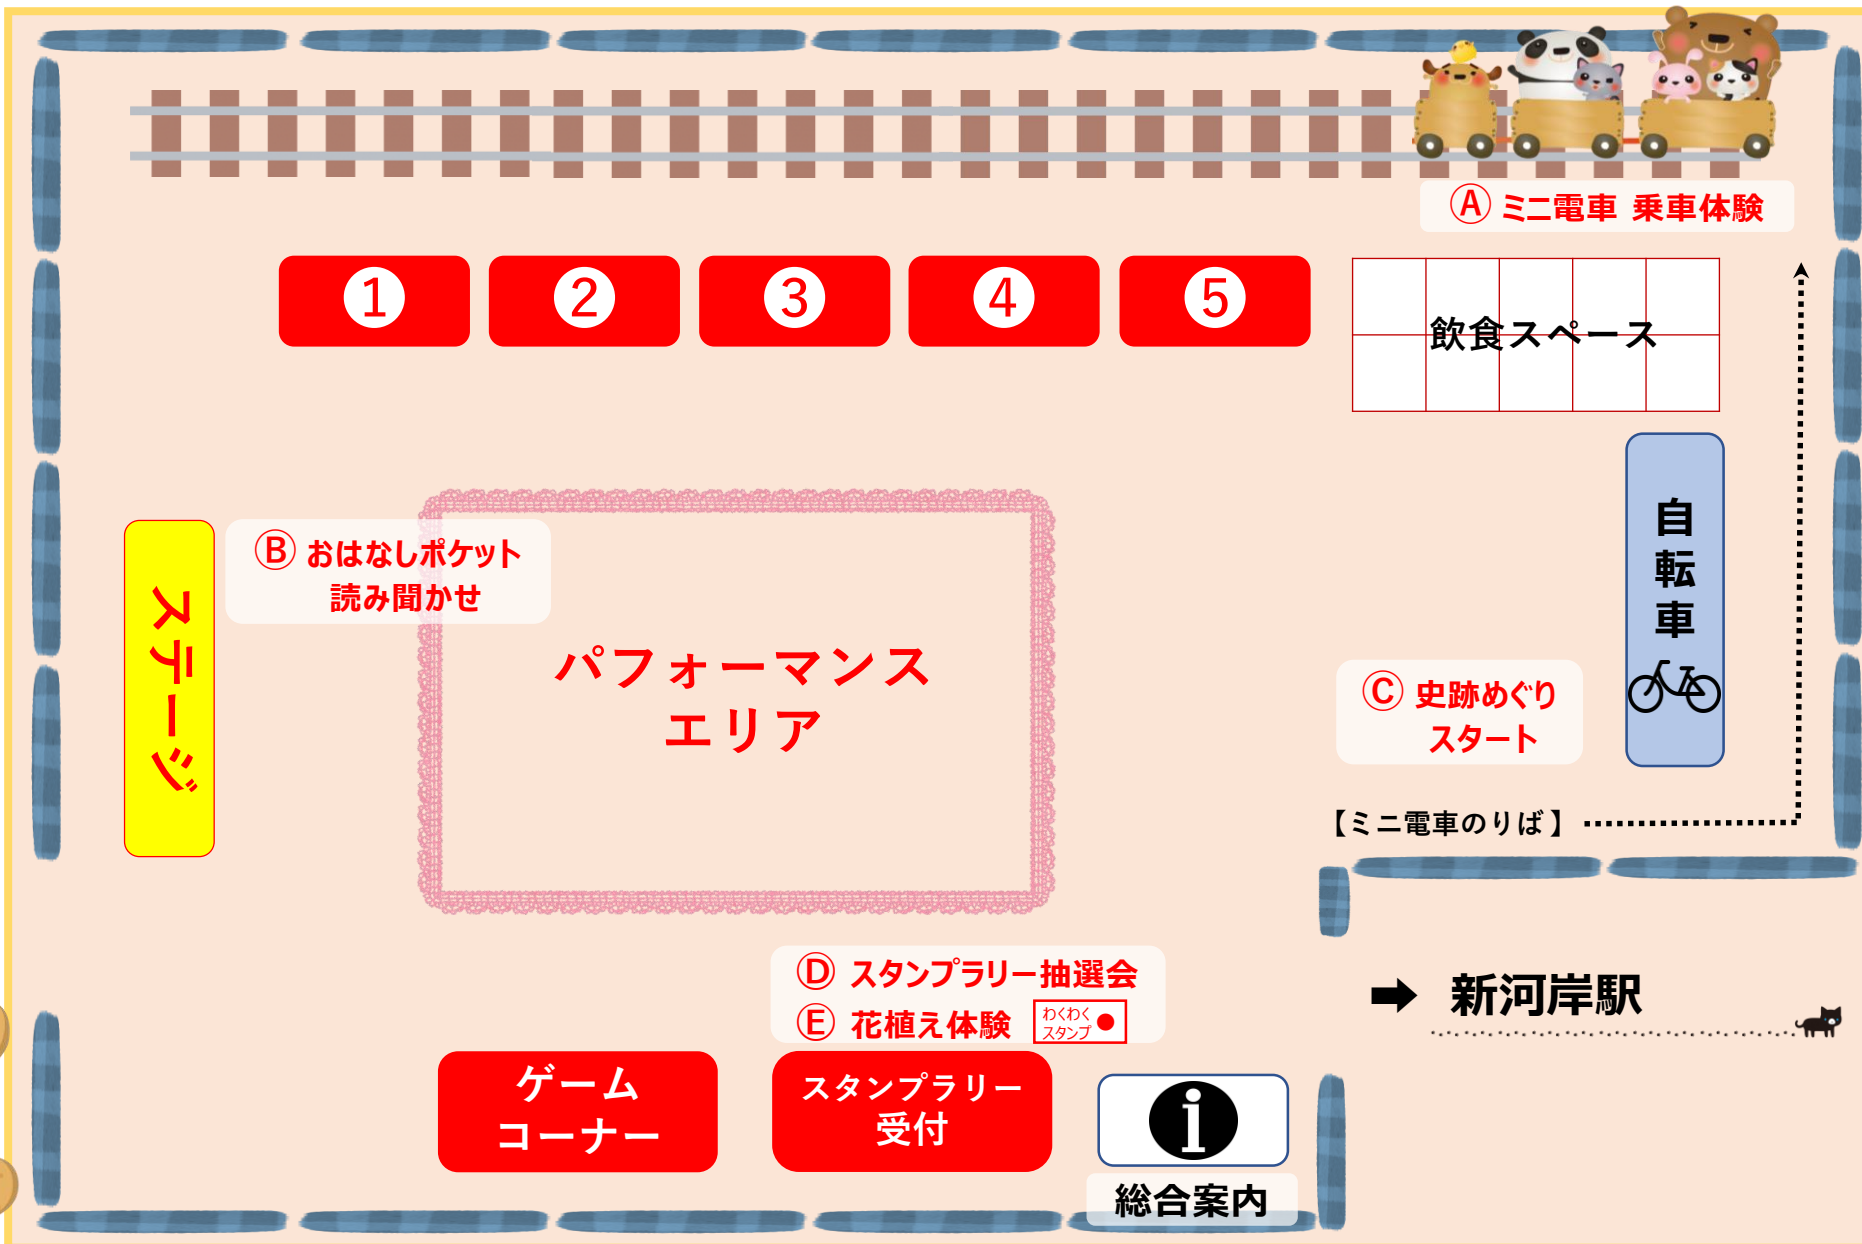 Ⓐ ミニ電車 乗車体験
❶ ❷ ❸ ❹ ❺
飲食スペース
自転車
ステージ
Ⓑ おはなしポケット
読み聞かせ
パフォーマンス
エリア
Ⓒ 史跡めぐり
スタート
【ミニ電車のりば】
Ⓓ スタンプラリー抽選会
Ⓔ 花植え体験
わくわく
スタンプ
➡ 新河岸駅
ゲーム
コーナー
スタンプラリー
受付
i
総合案内